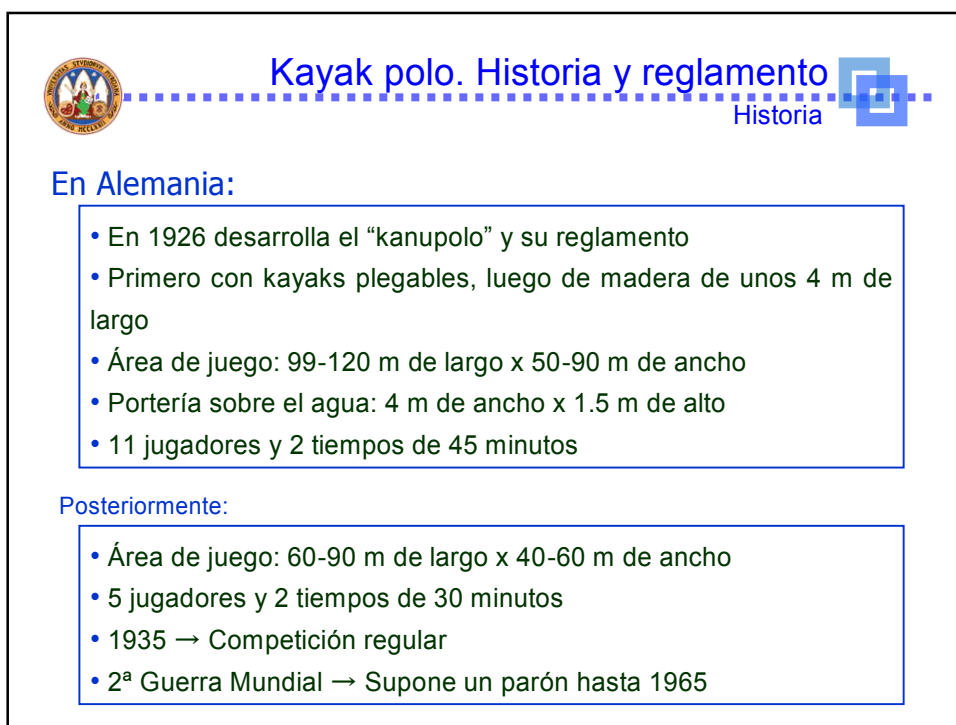 Kayak polo. Historia y reglamento
Historia
En Alemania:
• En 1926 desarrolla el “kanupolo” y su reglamento
• Primero con kayaks plegables, luego de madera de unos 4 m de
largo
• Área de juego: 99-120 m de largo x 50-90 m de ancho
• Portería sobre el agua: 4 m de ancho x 1.5 m de alto
• 11 jugadores y 2 tiempos de 45 minutos
Posteriormente:
• Área de juego: 60-90 m de largo x 40-60 m de ancho
• 5 jugadores y 2 tiempos de 30 minutos
• 1935 → Competición regular
• 2ª Guerra Mundial → Supone un parón hasta 1965